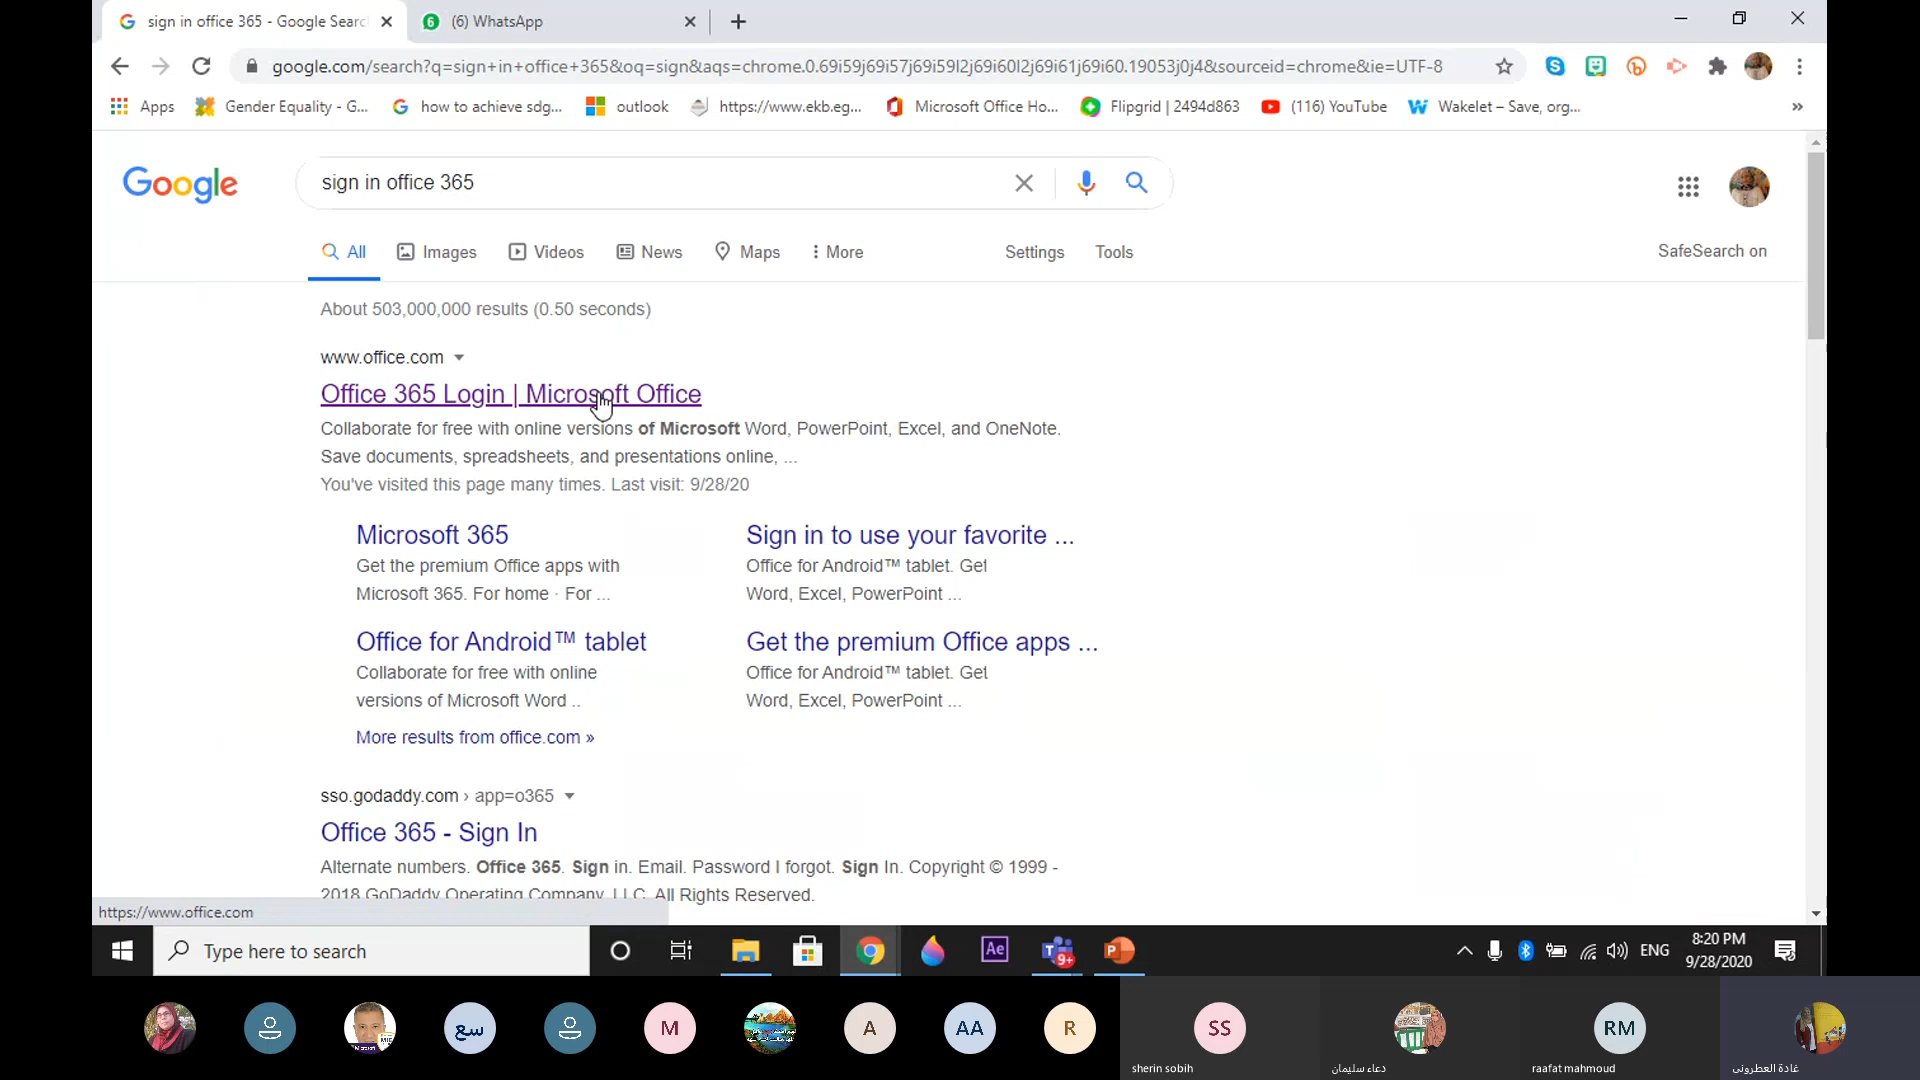 sign in office 365 - Google Searc
(6) WhatsApp
google.com/search?q=sign+in+office+365&oq=sign&aqs=chrome.0.69i59j69i57j69i59l2j69i60l2j69i61j69i60.19053j0j4&sourceid=chrome&ie=UTF-8
Apps
Gender Equality - G...
how to achieve sdg...
outlook
https://www.ekb.eg...
Microsoft Office Ho...
Flipgrid | 2494d863
(116) YouTube
Wakelet – Save, org...
»
Google
sign in office 365
All
Images
Videos
News
Maps
More
Settings
Tools
SafeSearch on
About 503,000,000 results (0.50 seconds)
www.office.com
Office 365 Login | Microsoft Office
Collaborate for free with online versions of Microsoft Word, PowerPoint, Excel, and OneNote.
Save documents, spreadsheets, and presentations online, ...
You've visited this page many times. Last visit: 9/28/20
Microsoft 365
Get the premium Office apps with
Microsoft 365. For home · For ...
Sign in to use your favorite ...
Office for Android™ tablet. Get
Word, Excel, PowerPoint ...
Office for Android™ tablet
Collaborate for free with online
versions of Microsoft Word ..
Get the premium Office apps ...
Office for Android™ tablet. Get
Word, Excel, PowerPoint ...
More results from office.com »
sso.godaddy.com › app=o365
Office 365 - Sign In
Alternate numbers. Office 365. Sign in. Email. Password I forgot. Sign In. Copyright © 1999 -
2018 GoDaddy Operating Company, LLC. All Rights Reserved.
https://www.office.com
Type here to search
Ae
9+
ENG
8:20 PM
9/28/2020
سع
M
A
AA
R
SS
RM
sherin sobih
دعاء سليمان
raafat mahmoud
غادة العطرونى